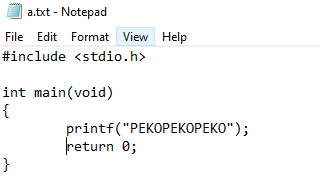 a.txt - Notepad
File Edit Format View Help
#include <stdio.h>

int main(void)
{
        printf("PEKOPEKOPEKO");
        return 0;
}